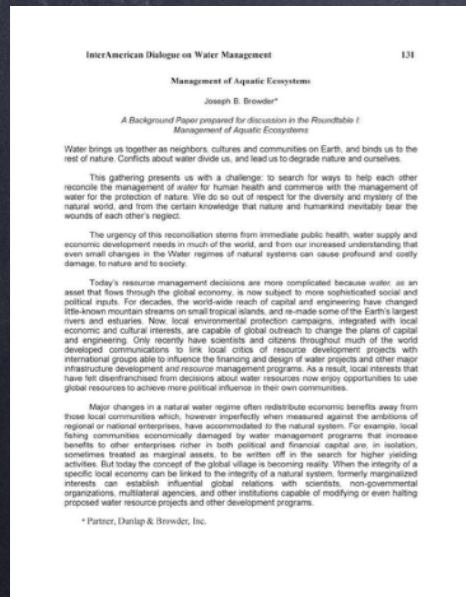 InterAmerican Dialogue on Water Management 131
Management of Aquatic Ecosystems
Joseph B. Browder*
A Background Paper prepared for discussion in the Roundtable I:
Management of Aquatic Ecosystems
Water brings us together as neighbors, cultures and communities on Earth, and binds us to the
rest of nature. Conflicts about water divide us, and lead us to degrade nature and ourselves.
This gathering presents us with a challenge: to search for ways to help each other
reconcile the management of water for human health and commerce with the management of
water for the protection of nature. We do so out of respect for the diversity and mystery of the
natural world, and from the certain knowledge that nature and humankind inevitably bear the
wounds of each other's neglect.
The urgency of this reconciliation stems from immediate public health, water supply and
economic development needs in much of the world, and from our increased understanding that
even small changes in the Water regimes of natural systems can cause profound and costly
damage, to nature and to society.
Today's resource management decisions are more complicated because water, as an
asset that flows through the global economy, is now subject to more sophisticated social and
political inputs. For decades, the world-wide reach of capital and engineering have changed
little-known mountain streams on small tropical islands, and re-made some of the Earth's largest
rivers and estuaries. Now, local environmental protection campaigns, integrated with local
economic and cultural interests, are capable of global outreach to change the plans of capital
and engineering. Only recently have scientists and citizens throughout much of the world
developed communications to link local critics of resource development projects with
international groups able to influence the financing and design of water projects and other major
infrastructure development and resource management programs. As a result, local interests that
have felt disenfranchised from decisions about water resources now enjoy opportunities to use
global resources to achieve more political influence in their own communities.
Major changes in a natural water regime often redistribute economic benefits away from
those local communities which, however imperfectly when measured against the ambitions of
regional or national enterprises, have accommodated to the natural system. For example, local
fishing communities economically damaged by water management programs that increase
benefits to other enterprises richer in both political and financial capital are, in isolation,
sometimes treated as marginal assets, to be written off in the search for higher yielding
activities. But today the concept of the global village is becoming reality. When the integrity of a
specific local economy can be linked to the integrity of a natural system, formerly marginalized
interests can establish influential global relations with scientists, non-governmental
organizations, multilateral agencies, and other institutions capable of modifying or even halting
proposed water resource projects and other development programs.
* Partner, Dunlap & Browder, Inc.